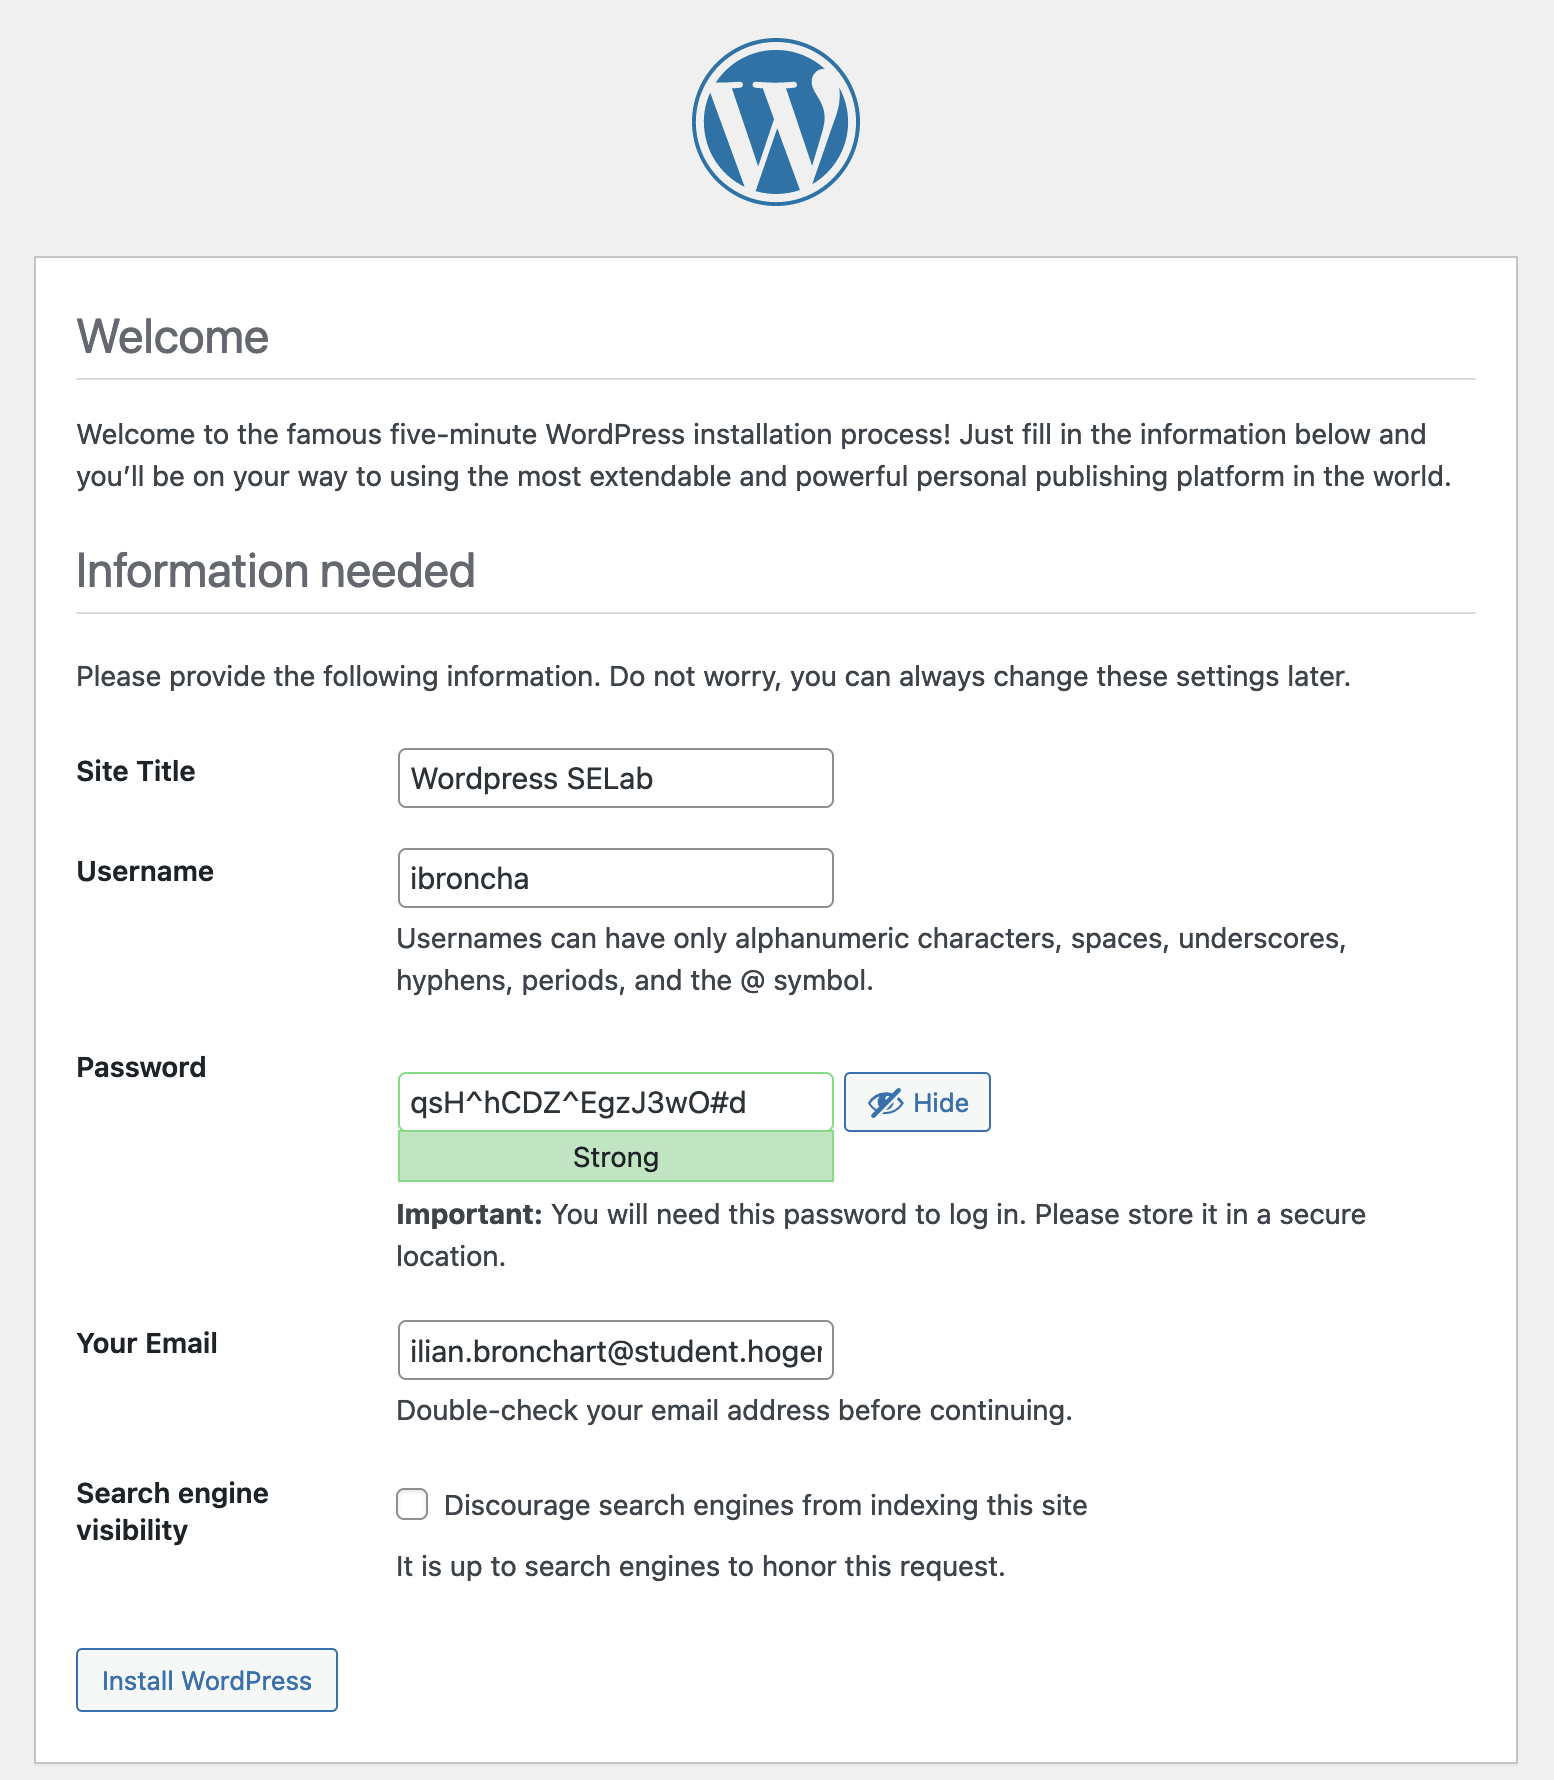 Welcome
Welcome to the famous five-minute WordPress installation process! Just fill in the information below and
you’ll be on your way to using the most extendable and powerful personal publishing platform in the world.
Information needed
Please provide the following information. Do not worry, you can always change these settings later.
Site Title
Wordpress SELab
Username
ibroncha
Usernames can have only alphanumeric characters, spaces, underscores,
hyphens, periods, and the @ symbol.
Password
qsH^hCDZ^EgzJ3wO#d
Hide
Strong
Important: You will need this password to log in. Please store it in a secure
location.
Your Email
ilian.bronchart@student.hoger
Double-check your email address before continuing.
Search engine
visibility
Discourage search engines from indexing this site
It is up to search engines to honor this request.
Install WordPress